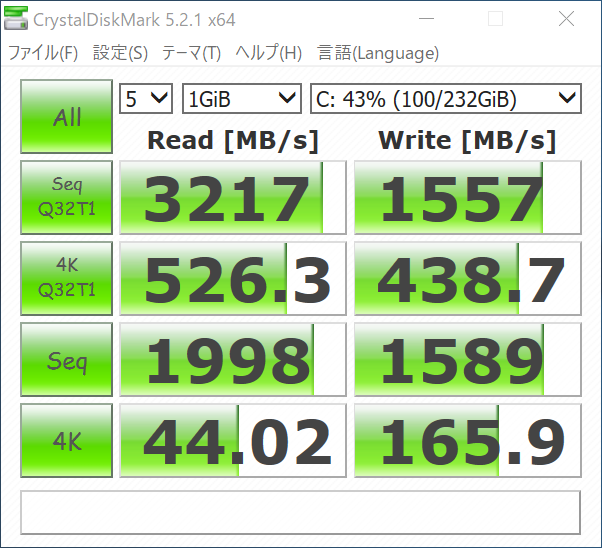 CrystalDiskMark 5.2.1 x64
ファイル(F) 設定(S) テーマ(T) ヘルプ(H) 言語(Language)
All 5 1GiB C: 43% (100/232GiB)
Read [MB/s] Write [MB/s]
Seq
Q32T1 3217 1557
4K
Q32T1 526.3 438.7
Seq 1998 1589
4K 44.02 165.9